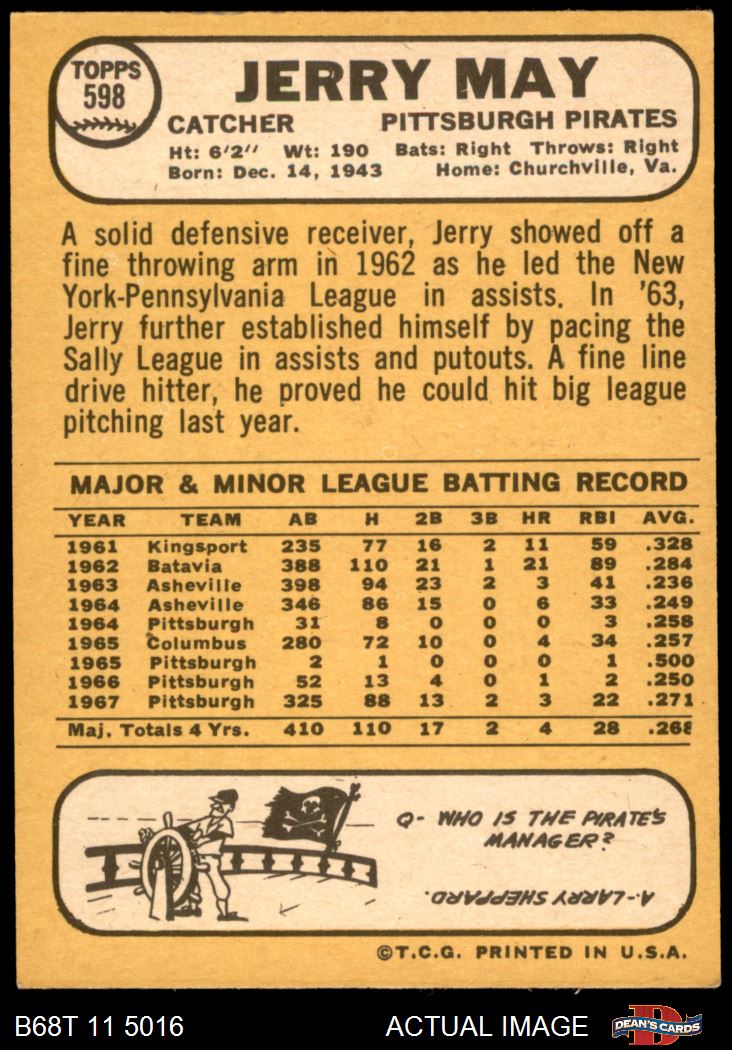 TOPPS
598
JERRY MAY
CATCHER PITTSBURGH PIRATES
Ht: 6'2" Wt: 190 Bats: Right Throws: Right
Born: Dec. 14, 1943 Home: Churchville, Va.
A solid defensive receiver, Jerry showed off a
fine throwing arm in 1962 as he led the New
York-Pennsylvania League in assists. In '63,
Jerry further established himself by pacing the
Sally League in assists and putouts. A fine line
drive hitter, he proved he could hit big league
pitching last year.
MAJOR & MINOR LEAGUE BATTING RECORD
YEAR TEAM AB H 2B 3B HR RBI AVG.
1961 Kingsport 235 77 16 2 11 59 .328
1962 Batavia 388 110 21 1 21 89 .284
1963 Asheville 398 94 23 2 3 41 .236
1964 Asheville 346 86 15 0 6 33 .249
1964 Pittsburgh 31 8 0 0 0 3 .258
1965 Columbus 280 72 10 0 4 34 .257
1965 Pittsburgh 2 1 0 0 0 1 .500
1966 Pittsburgh 52 13 4 0 1 2 .250
1967 Pittsburgh 325 88 13 2 3 22 .271
Maj. Totals 4 Yrs. 410 110 17 2 4 28 .268
Q- WHO IS THE PIRATE'S
MANAGER?
A-LARRY SHEPPARD.
©T.C.G. PRINTED IN U.S.A.
B68T 11 5016 ACTUAL IMAGE
D
DEAN'S CARDS